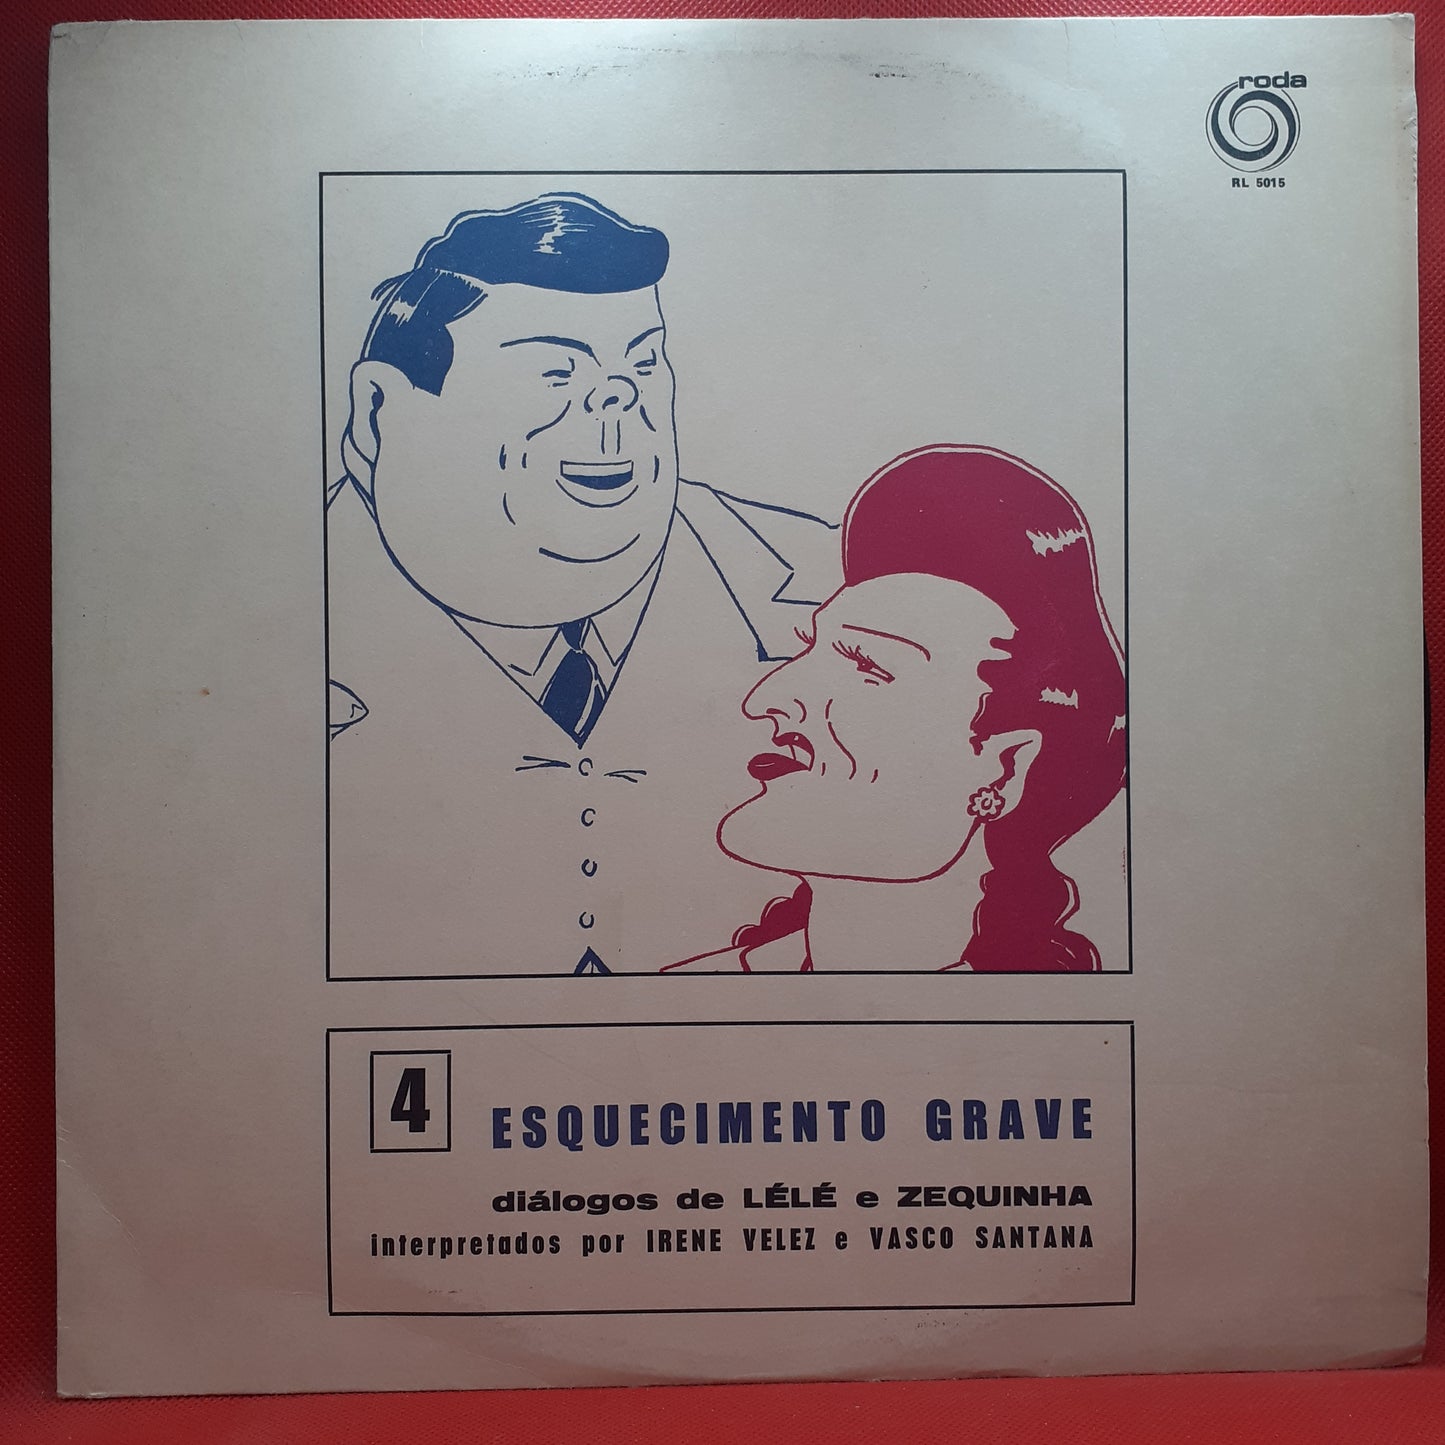 roda
RL 5015
4
ESQUECIMENTO GRAVE
diálogos de LÉLÉ e ZEQUINHA
interpretados por IRENE VELEZ e VASCO SANTANA